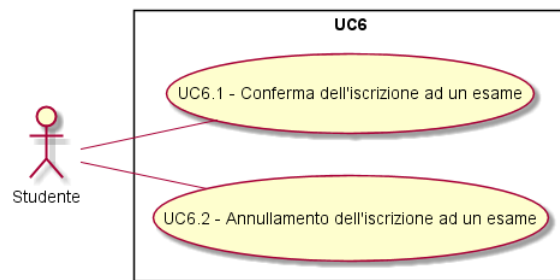 UC6
UC6.1 - Conferma dell'iscrizione ad un esame
Studente
UC6.2 - Annullamento dell'iscrizione ad un esame